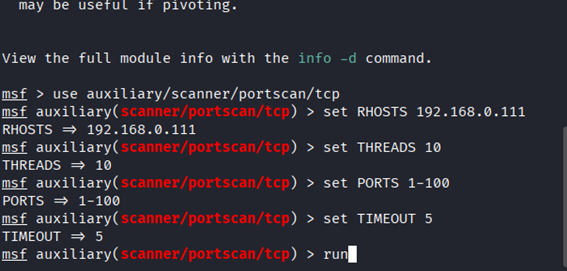 may be useful if pivoting.
View the full module info with the info -d command.
msf > use auxiliary/scanner/portscan/tcp
msf auxiliary(scanner/portscan/tcp) > set RHOSTS 192.168.0.111
RHOSTS => 192.168.0.111
msf auxiliary(scanner/portscan/tcp) > set THREADS 10
THREADS => 10
msf auxiliary(scanner/portscan/tcp) > set PORTS 1-100
PORTS => 1-100
msf auxiliary(scanner/portscan/tcp) > set TIMEOUT 5
TIMEOUT => 5
msf auxiliary(scanner/portscan/tcp) > run